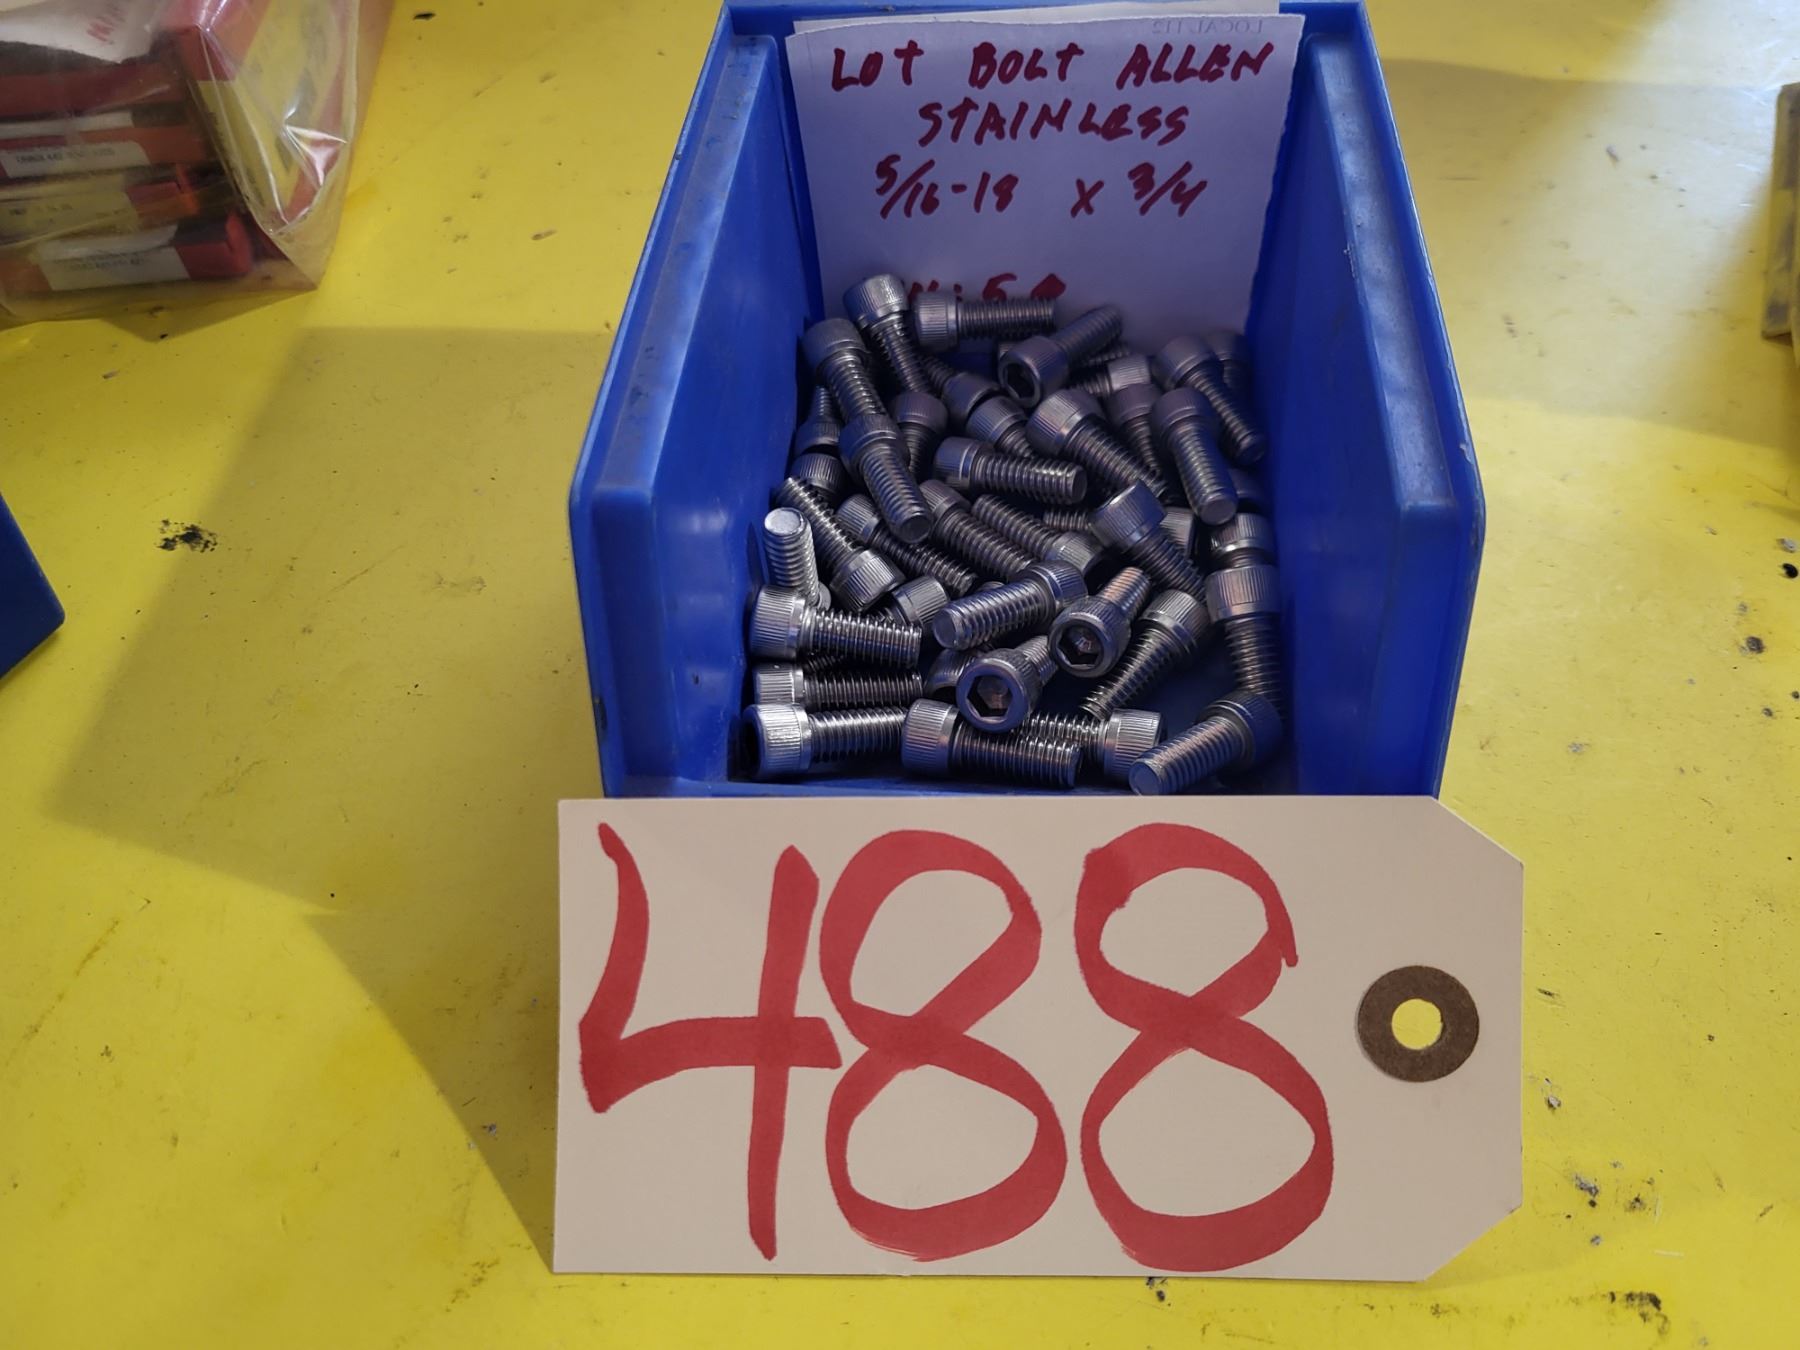 LOT BOLT ALLEN
STAINLESS
5/16-18 X 3/4
488